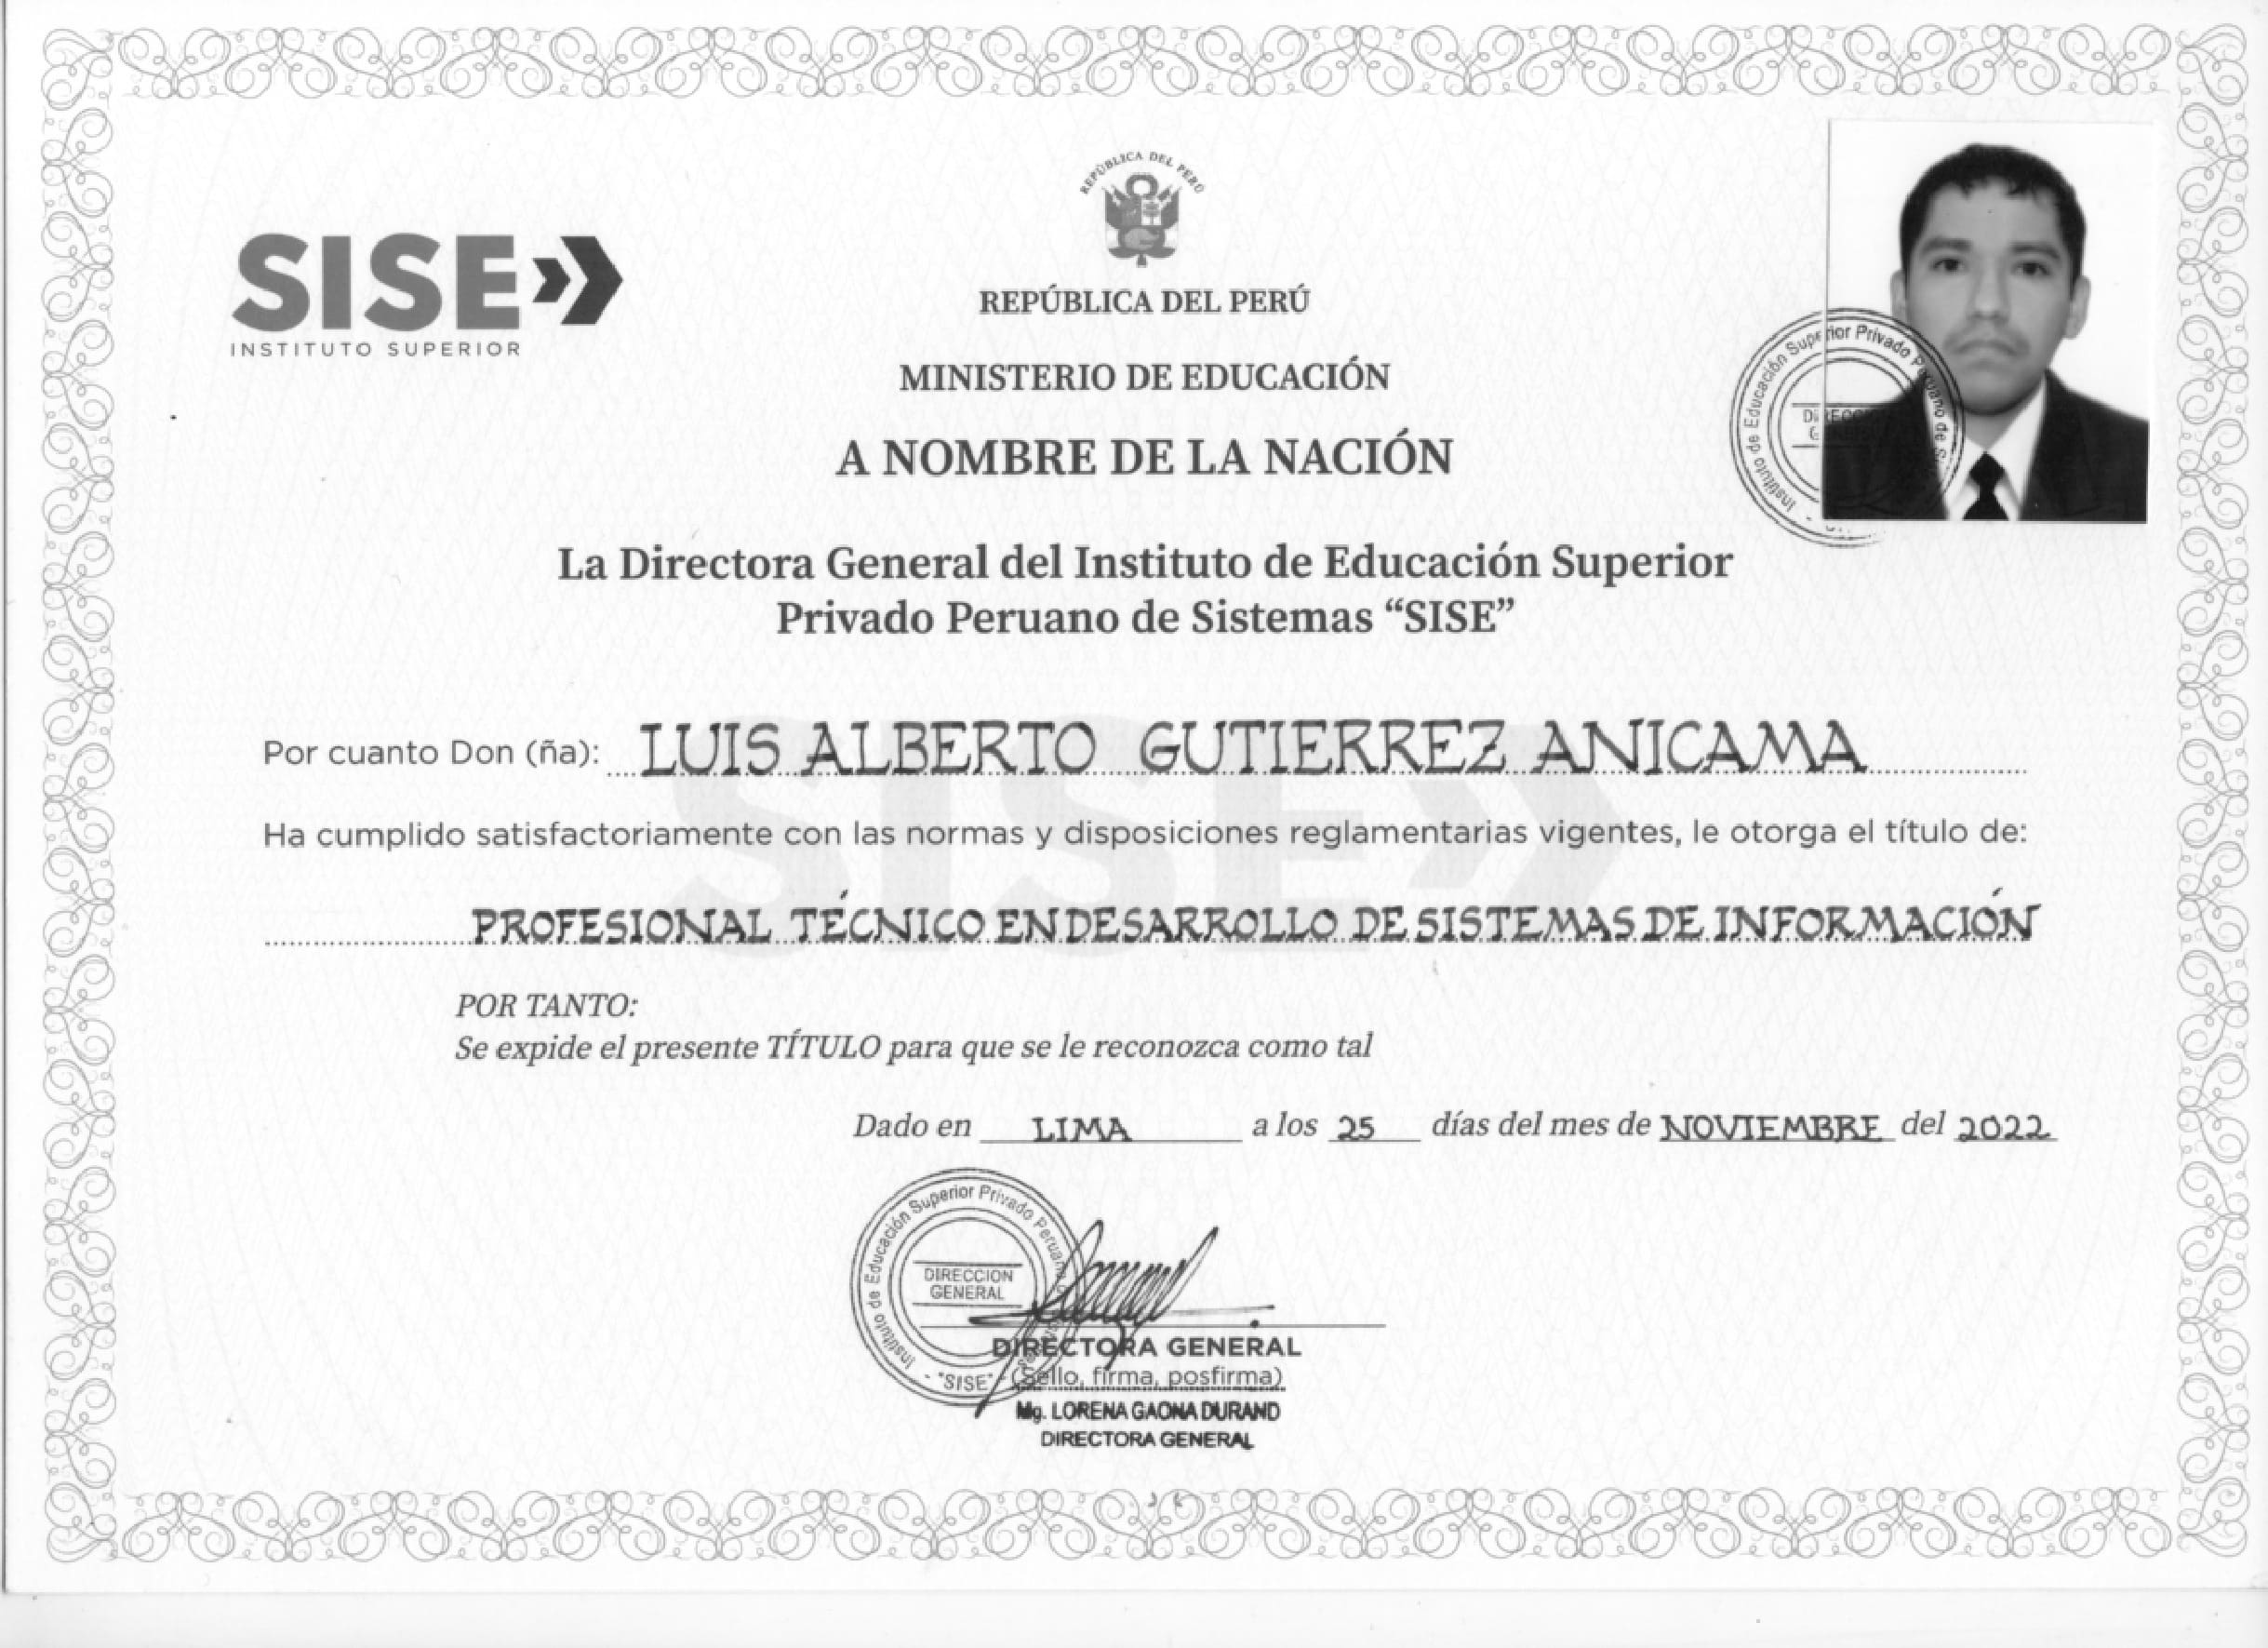 REPÚBLICA DEL PERÚ
SISE
INSTITUTO SUPERIOR
REPÚBLICA DEL PERÚ
MINISTERIO DE EDUCACIÓN
A NOMBRE DE LA NACIÓN
Instituto de Educación Superior Privado Peruano de
La Directora General del Instituto de Educación Superior
Privado Peruano de Sistemas “SISE”
Por cuanto Don (ña): LUIS ALBERTO GUTIERREZ ANICAMA
Ha cumplido satisfactoriamente con las normas y disposiciones reglamentarias vigentes, le otorga el título de:
PROFESIONAL TÉCNICO EN DESARROLLO DE SISTEMAS DE INFORMACIÓN
SISE
POR TANTO:
Se expide el presente TÍTULO para que se le reconozca como tal
Dado en LIMA a los 25 días del mes de NOVIEMBRE del 2022
Instituto de Educación Superior Privado Peruano
DIRECCION
GENERAL
"SISE"
DIRECTORA GENERAL
(Sello, firma, posfirma)
Mg. LORENA GAONA DURAND
DIRECTORA GENERAL